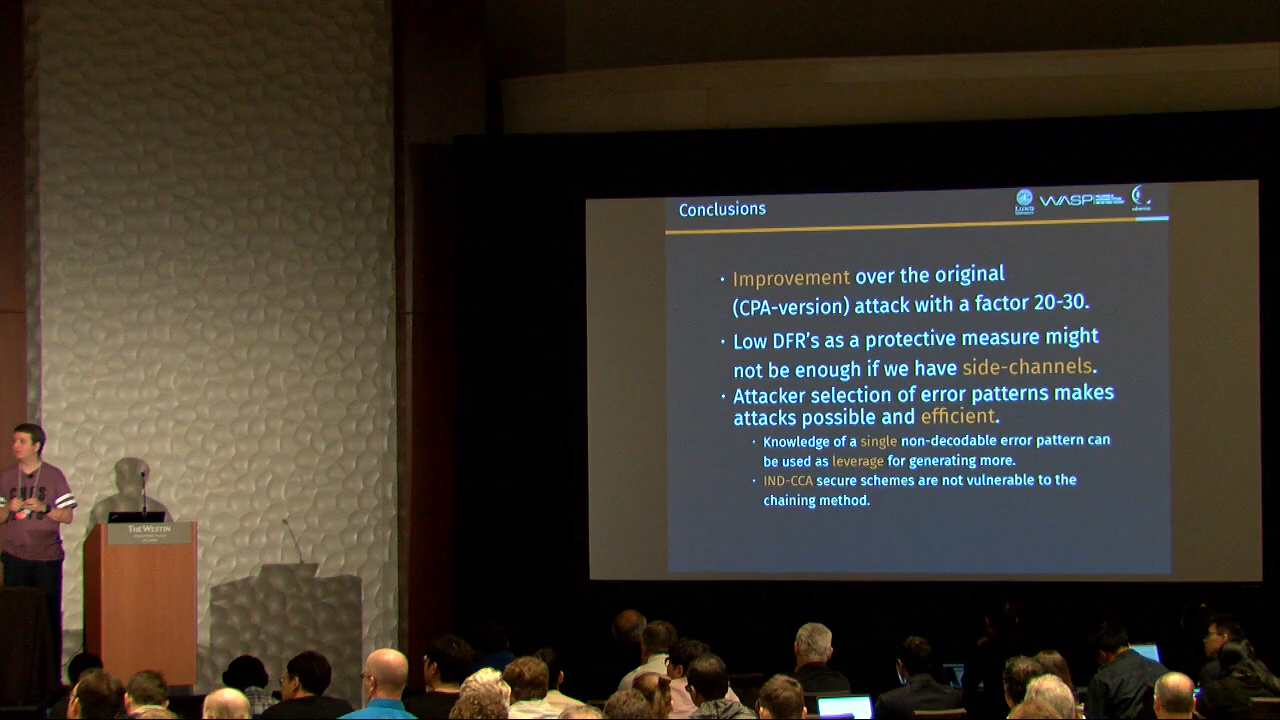 Conclusions
LUND
UNIVERSITY
WASP
· Improvement over the original
(CPA-version) attack with a factor 20-30.
· Low DFR's as a protective measure might
not be enough if we have side-channels.
· Attacker selection of error patterns makes
attacks possible and efficient.
· Knowledge of a single non-decodable error pattern can
be used as leverage for generating more.
· IND-CCA secure schemes are not vulnerable to the
chaining method.
THE WESTIN